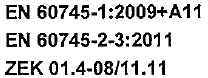 EN 60745-1:2009+A11
EN 60745-2-3:2011
ZEK 01.4-08/11.11